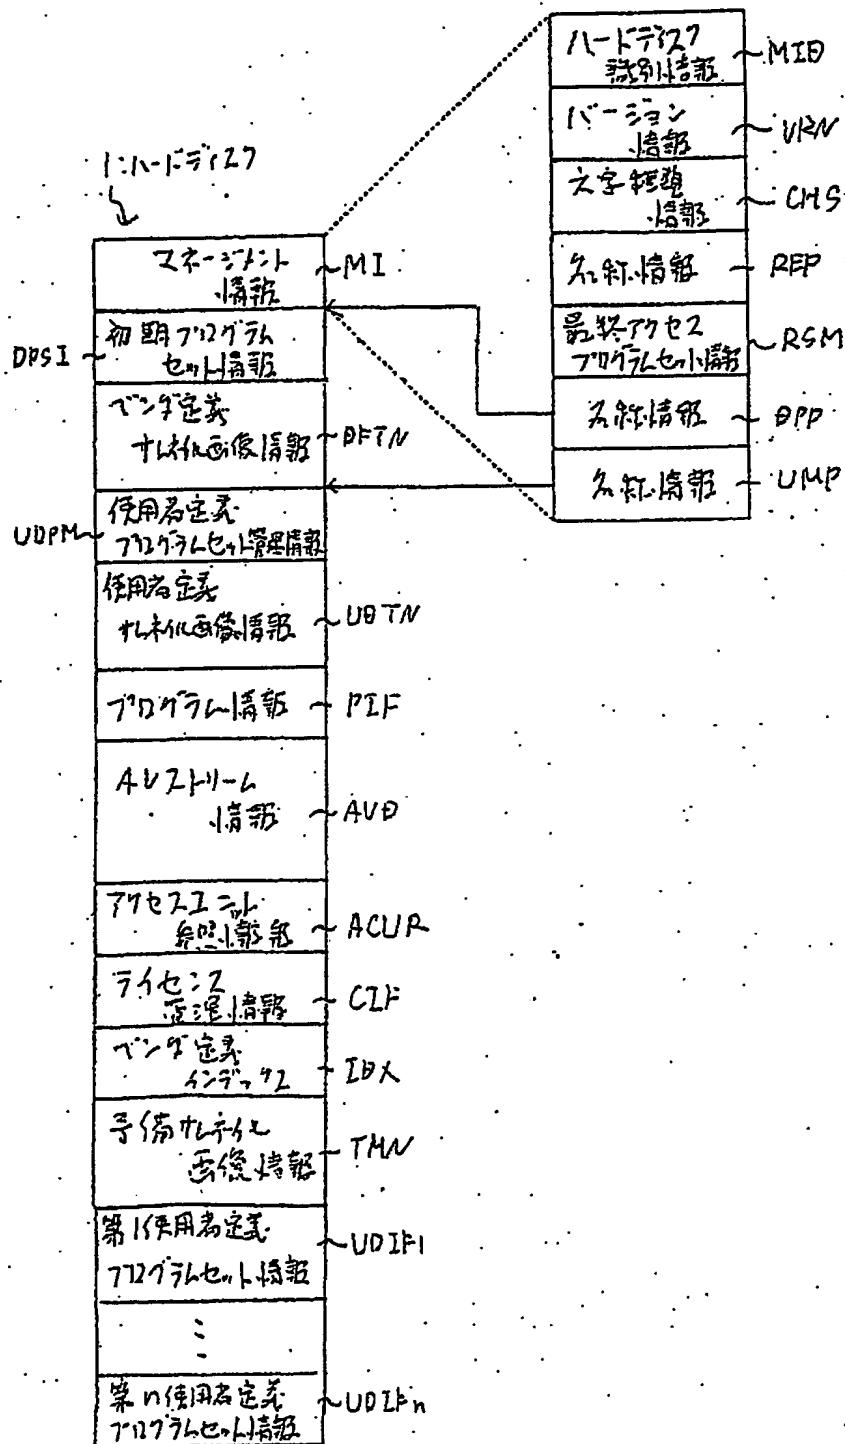 1:ハードディスク
マネージメント
情報
MI
DPSI
初期プログラム
セット情報
ベンダ定義
サムネイル画像情報
DFTN
UDPM
使用者定義
プログラムセット管理情報
使用者定義
サムネイル画像情報
UDTN
プログラム情報
PIF
AVストリーム
情報
AVD
アクセスユニット
参照情報
ACUR
ライセンス
管理情報
CIF
ベンダ定義
インデックス
IDX
予備サムネイル
画像情報
TMN
第1使用者定義
プログラムセット情報
UDIF1
第n使用者定義
プログラムセット情報
UDIFn
ハードディスク
識別情報
MID
バージョン
情報
VRN
文字種類
情報
CHS
名称情報
REP
最終アクセス
プログラムセット情報
RSM
名称情報
DPP
名称情報
UMP